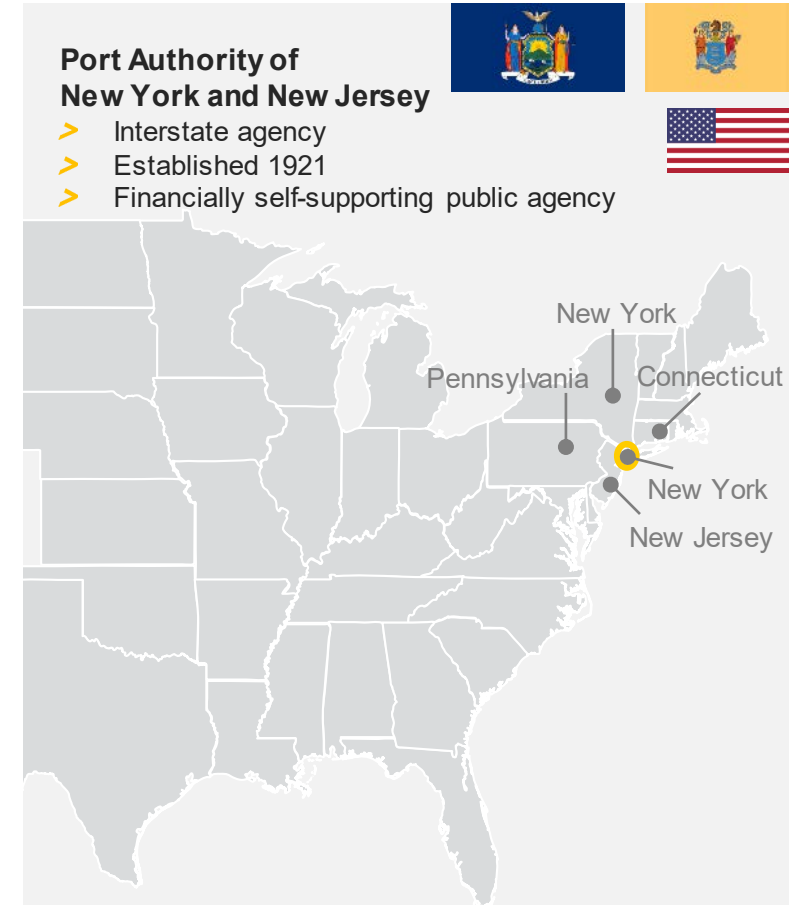 Port Authority of
New York and New Jersey
> Interstate agency
> Established 1921
> Financially self-supporting public agency
New York
Pennsylvania
Connecticut
New York
New Jersey